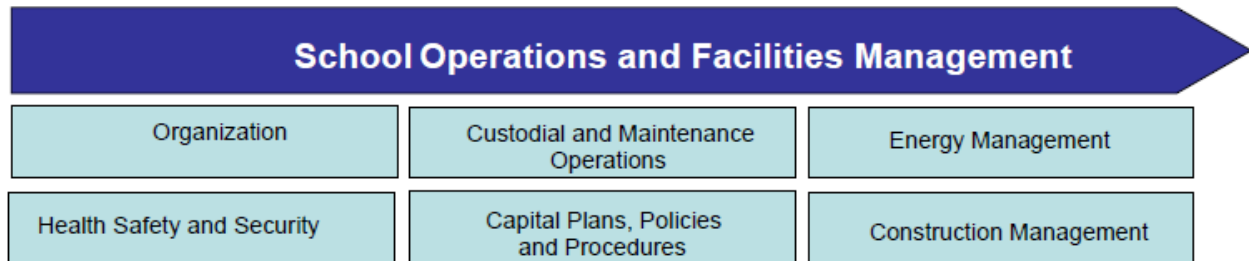 School Operations and Facilities Management
Organization
Custodial and Maintenance
Operations
Energy Management
Health Safety and Security
Capital Plans, Policies
and Procedures
Construction Management